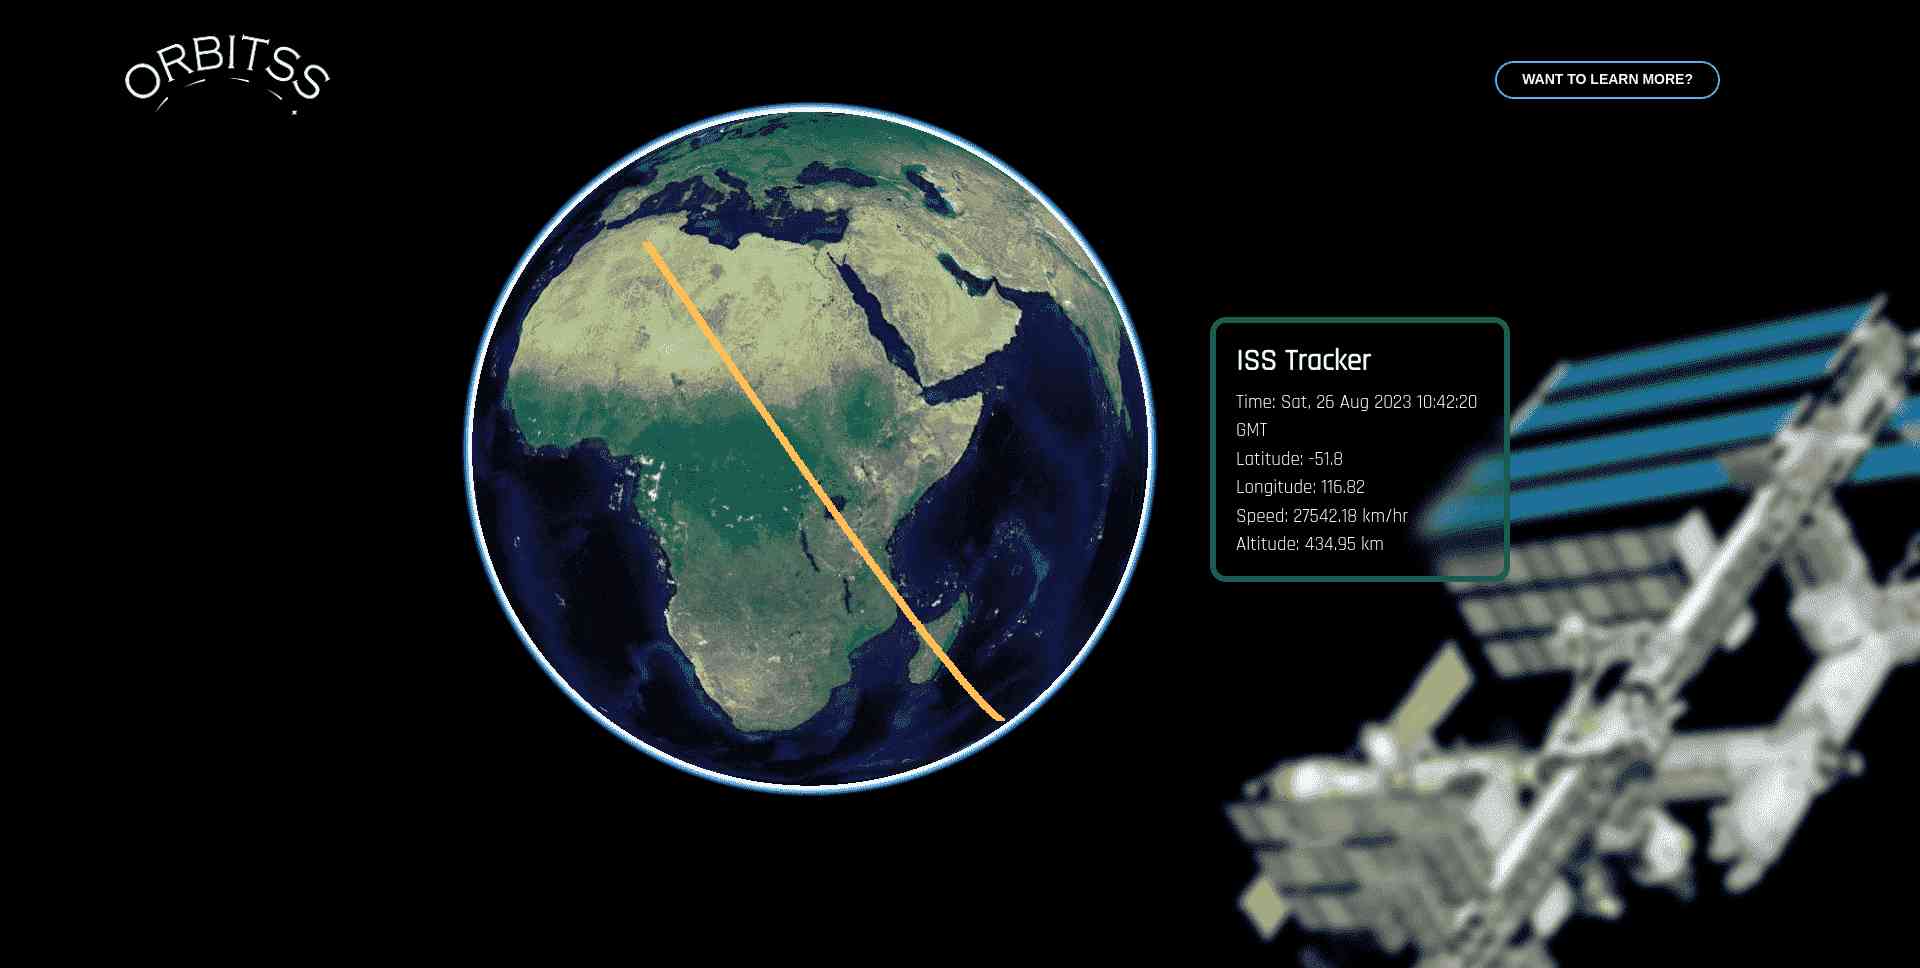 ORBITSS
WANT TO LEARN MORE?
ISS Tracker
Time: Sat, 26 Aug 2023 10:42:20
GMT
Latitude: -51.8
Longitude: 116.82
Speed: 27542.18 km/hr
Altitude: 434.95 km